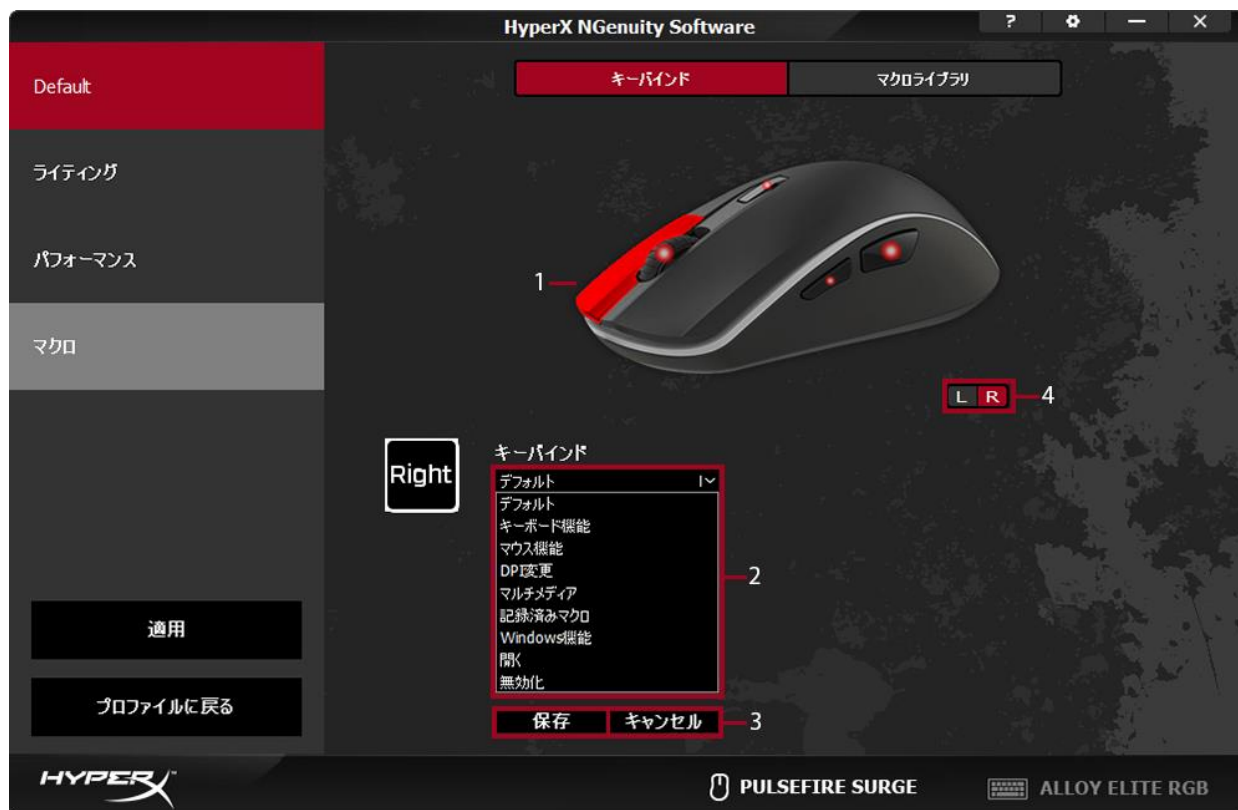 HyperX NGenuity Software
?
Default
キーバインド
マクロライブラリ
ライティング
パフォーマンス
マクロ
1
L R
4
Right
キーバインド
デフォルト
デフォルト
キーボード機能
マウス機能
DPI変更
マルチメディア
記録済みマクロ
Windows機能
開く
無効化
2
適用
プロファイルに戻る
保存
キャンセル
3
HYPERX
PULSEFIRE SURGE
ALLOY ELITE RGB